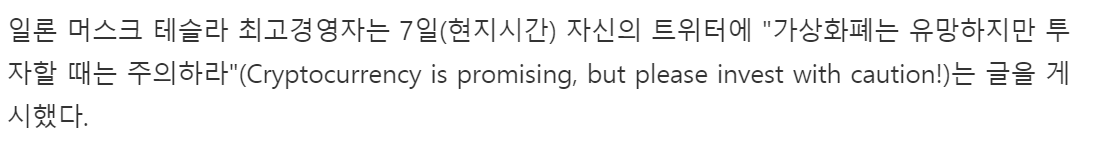 일론 머스크 테슬라 최고경영자는 7일(현지시간) 자신의 트위터에 "가상화폐는 유망하지만 투
자할 때는 주의하라"(Cryptocurrency is promising, but please invest with caution!)는 글을 게
시했다.